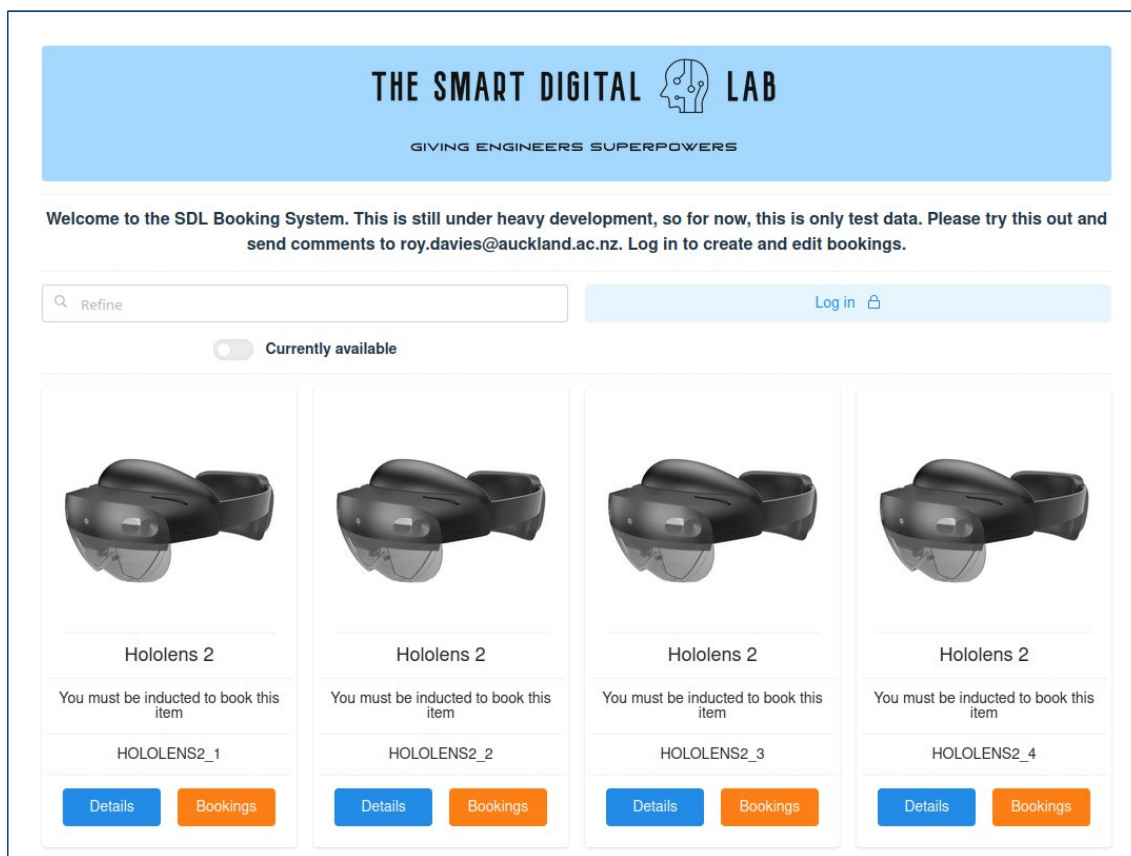 THE SMART DIGITAL LAB
GIVING ENGINEERS SUPERPOWERS
Welcome to the SDL Booking System. This is still under heavy development, so for now, this is only test data. Please try this out and
send comments to roy.davies@auckland.ac.nz. Log in to create and edit bookings.
Refine
Log in
Currently available
Hololens 2
You must be inducted to book this
item
HOLOLENS2_1
Details
Bookings
Hololens 2
You must be inducted to book this
item
HOLOLENS2_2
Details
Bookings
Hololens 2
You must be inducted to book this
item
HOLOLENS2_3
Details
Bookings
Hololens 2
You must be inducted to book this
item
HOLOLENS2_4
Details
Bookings